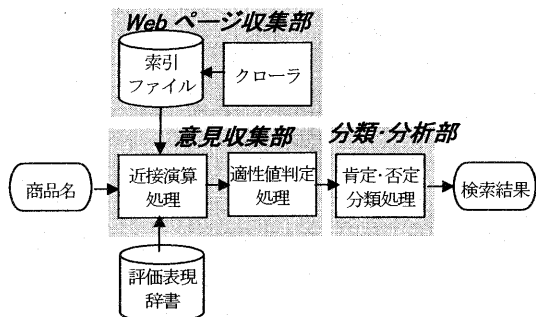 Webページ収集部
索引
ファイル
クローラ
意見収集部
分類・分析部
商品名
近接演算
処理
適性値判定
処理
肯定・否定
分類処理
検索結果
評価表現
辞書